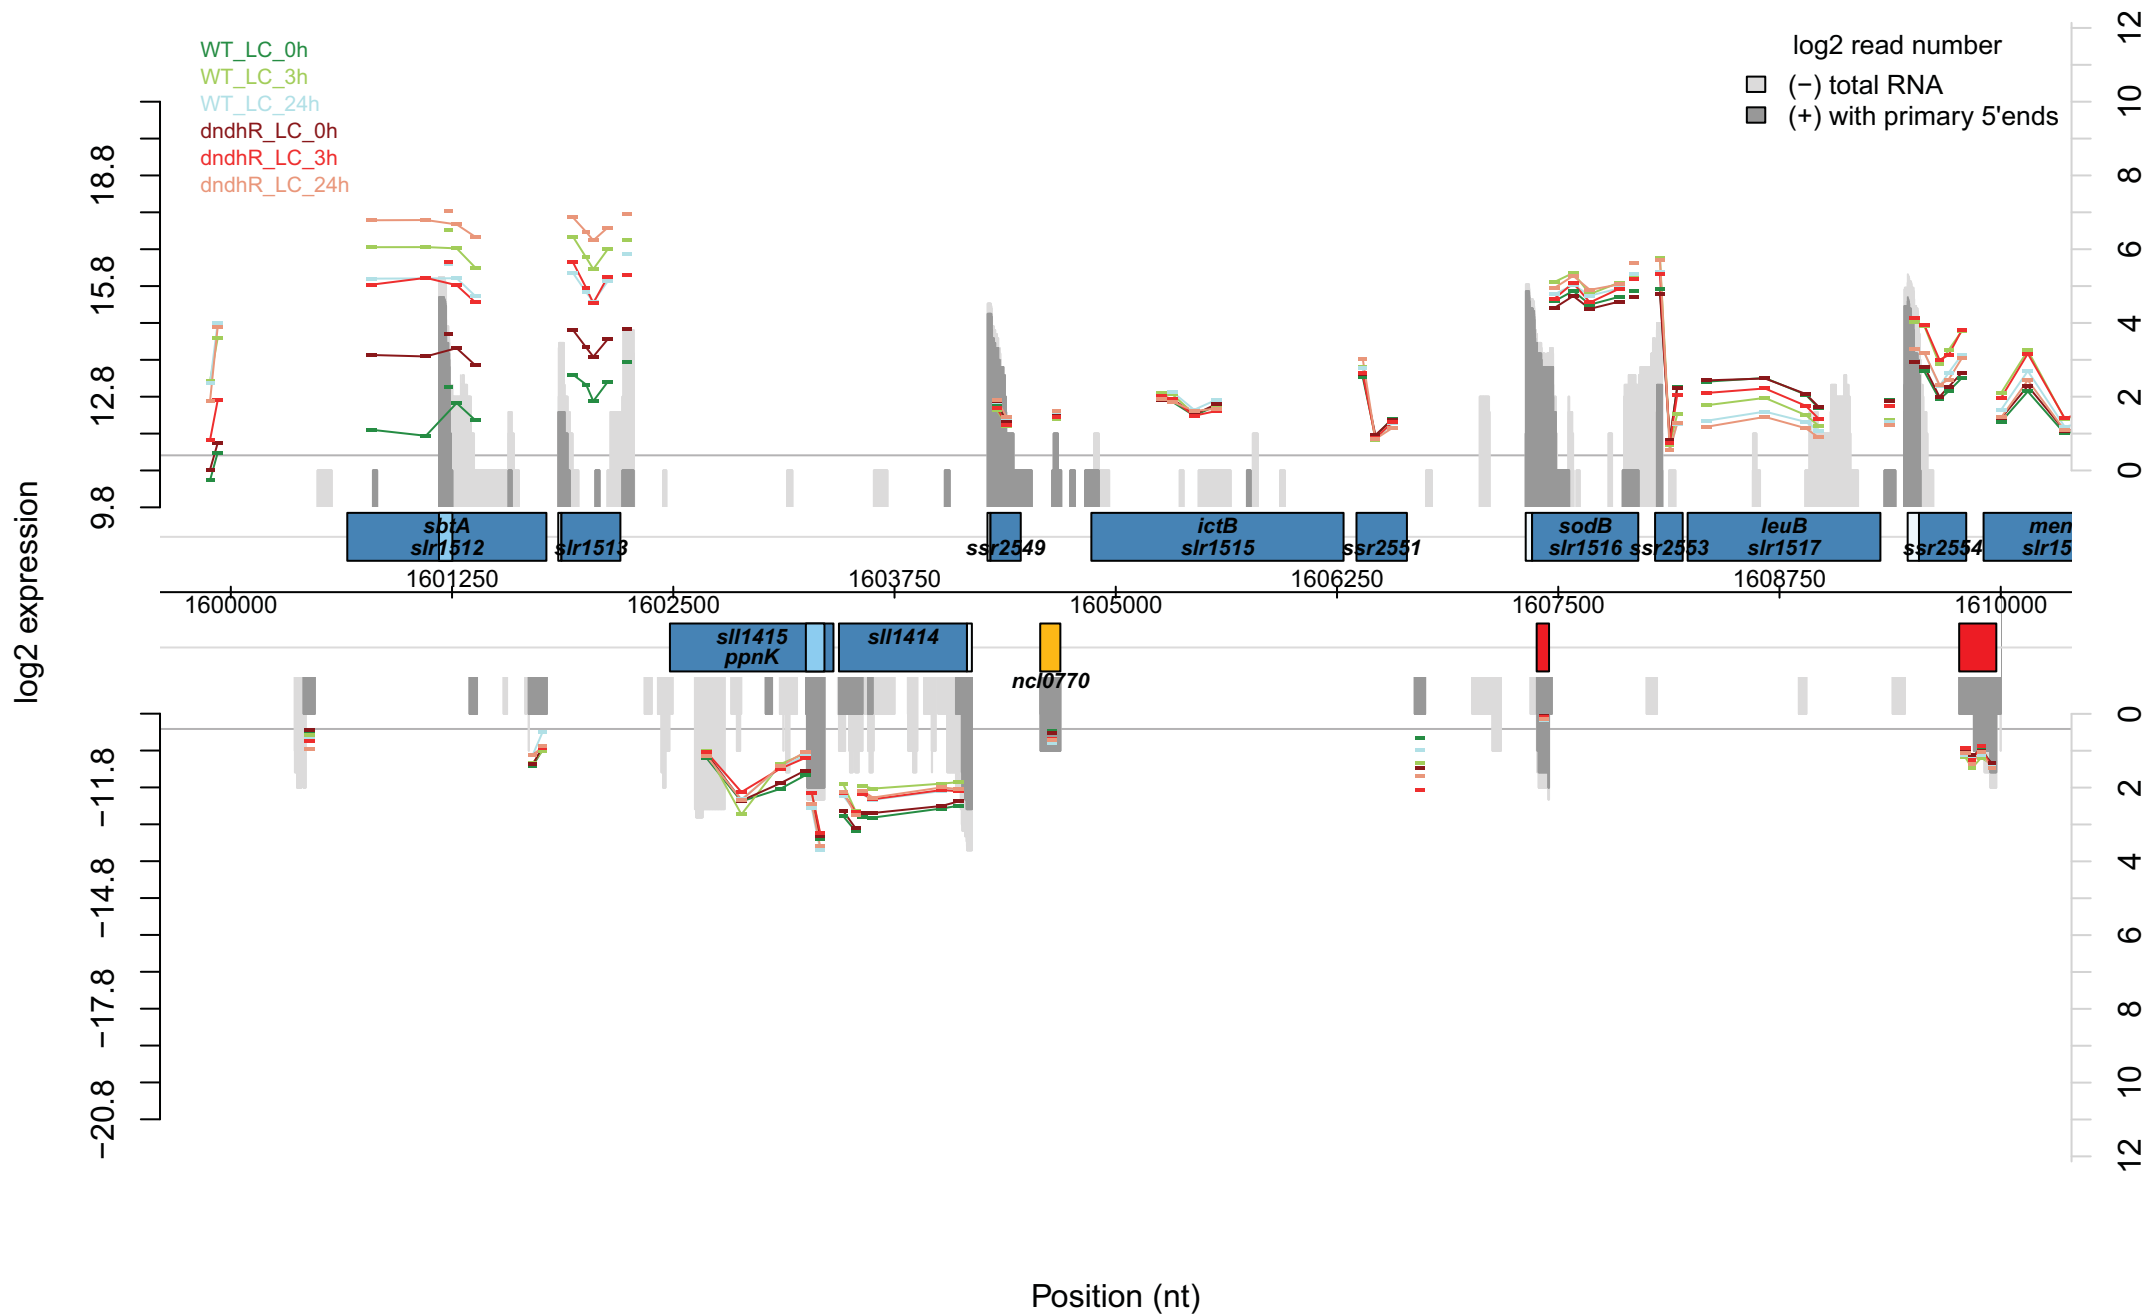 WT_LC_0h
WT_LC_3h
WT_LC_24h
dndhR_LC_0h
dndhR_LC_3h
dndhR_LC_24h
log2 read number
(−) total RNA
(+) with primary 5'ends
log2 expression
18.8
15.8
12.8
9.8
12
10
8
6
4
2
0
sbtA
slr1512
slr1513
ssr2549
ictB
slr1515
ssr2551
sodB
slr1516
ssr2553
leuB
slr1517
ssr2554
men
slr15
1601250
1603750
1606250
1608750
1600000
1602500
1605000
1607500
1610000
sll1415
ppnK
sll1414
ncl0770
−11.8
−14.8
−17.8
−20.8
0
2
4
6
8
10
12
Position (nt)